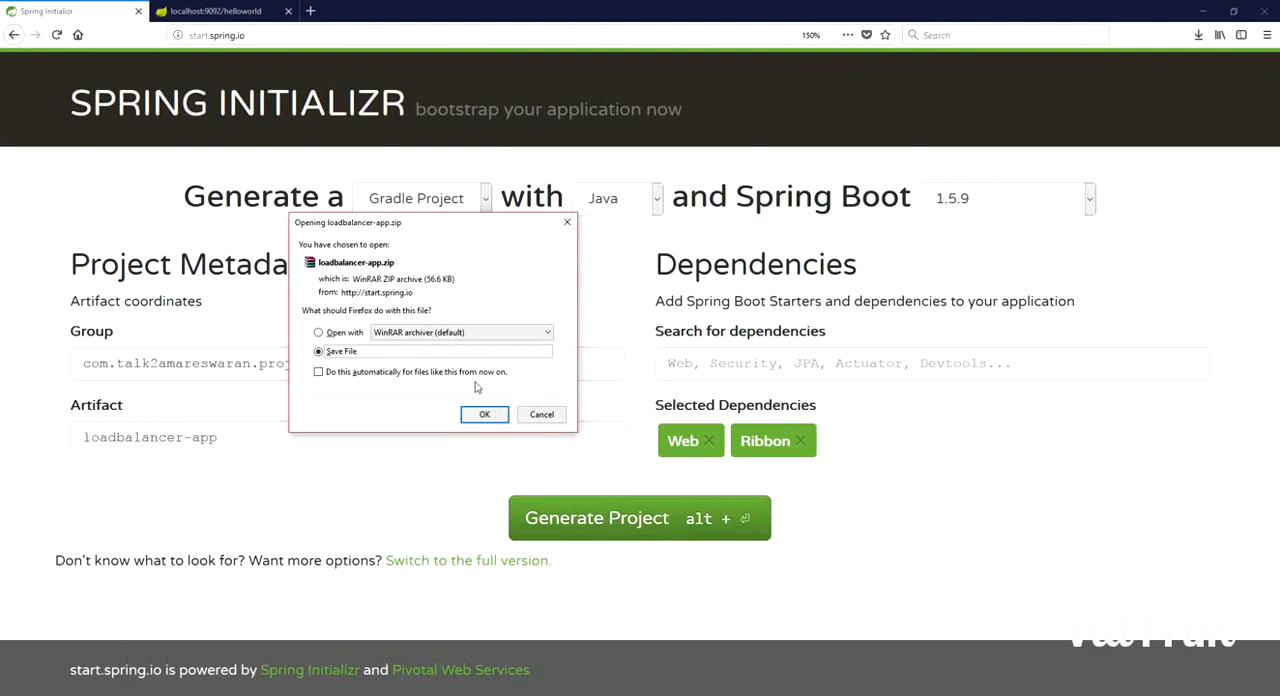 Spring Initializr
localhost:9092/helloworld
start.spring.io
150%
Search
SPRING INITIALIZR bootstrap your application now
Generate a Gradle Project with Java and Spring Boot 1.5.9
Opening loadbalancer-app.zip
You have chosen to open:
loadbalancer-app.zip
which is: WinRAR ZIP archive (56.6 KB)
from: http://start.spring.io
What should Firefox do with this file?
Open with WinRAR archiver (default)
Save File
Do this automatically for files like this from now on.
OK Cancel
Project Metada
Artifact coordinates
Group
com.talk2amareswaran.proj
Artifact
loadbalancer-app
Dependencies
Add Spring Boot Starters and dependencies to your application
Search for dependencies
Web, Security, JPA, Actuator, Devtools...
Selected Dependencies
Web Ribbon
Generate Project alt +
Don't know what to look for? Want more options? Switch to the full version.
start.spring.io is powered by Spring Initializr and Pivotal Web Services